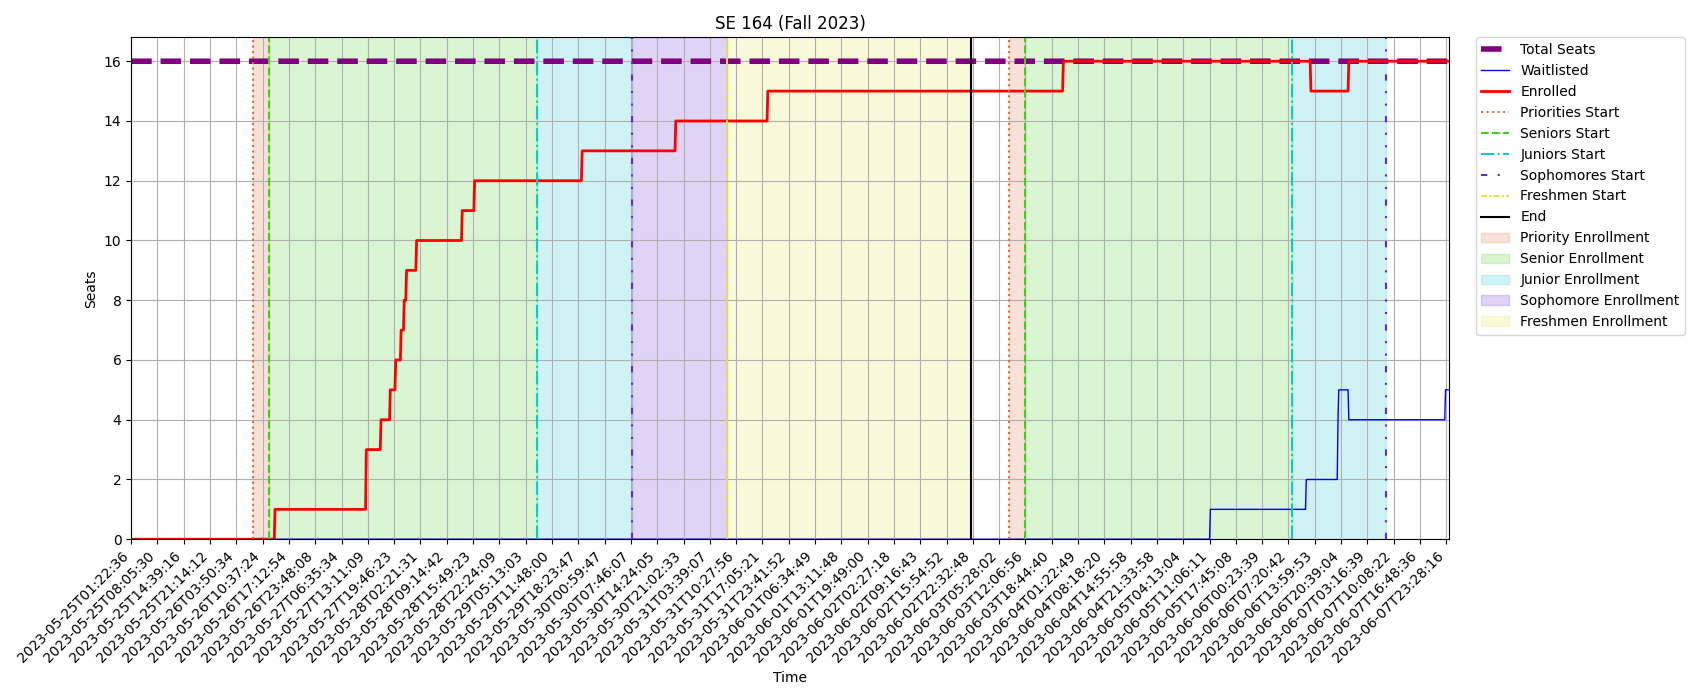 SE 164 (Fall 2023)
Seats
16
14
12
10
8
6
4
2
0
2023-05-25T01:22:36
2023-05-25T08:05:30
2023-05-25T14:39:16
2023-05-25T21:14:12
2023-05-26T03:50:34
2023-05-26T10:37:24
2023-05-26T17:12:54
2023-05-26T23:48:08
2023-05-27T06:35:34
2023-05-27T13:11:09
2023-05-27T19:46:23
2023-05-28T02:21:31
2023-05-28T09:14:42
2023-05-28T15:49:23
2023-05-28T22:24:09
2023-05-29T05:13:03
2023-05-29T11:48:00
2023-05-29T18:23:47
2023-05-30T00:59:47
2023-05-30T07:46:07
2023-05-30T14:24:05
2023-05-30T21:02:33
2023-05-31T03:39:07
2023-05-31T10:27:56
2023-05-31T17:05:21
2023-05-31T23:41:52
2023-06-01T06:34:49
2023-06-01T13:11:48
2023-06-01T19:49:00
2023-06-02T02:27:18
2023-06-02T09:16:43
2023-06-02T15:54:52
2023-06-02T22:32:48
2023-06-03T05:28:02
2023-06-03T12:06:56
2023-06-03T18:44:40
2023-06-04T01:22:49
2023-06-04T08:18:20
2023-06-04T14:55:58
2023-06-04T21:33:58
2023-06-05T04:13:04
2023-06-05T11:06:11
2023-06-05T17:45:08
2023-06-06T00:23:39
2023-06-06T07:20:42
2023-06-06T13:59:53
2023-06-06T20:39:04
2023-06-07T03:16:39
2023-06-07T10:08:22
2023-06-07T16:48:36
2023-06-07T23:28:16
Time
Total Seats
Waitlisted
Enrolled
Priorities Start
Seniors Start
Juniors Start
Sophomores Start
Freshmen Start
End
Priority Enrollment
Senior Enrollment
Junior Enrollment
Sophomore Enrollment
Freshmen Enrollment